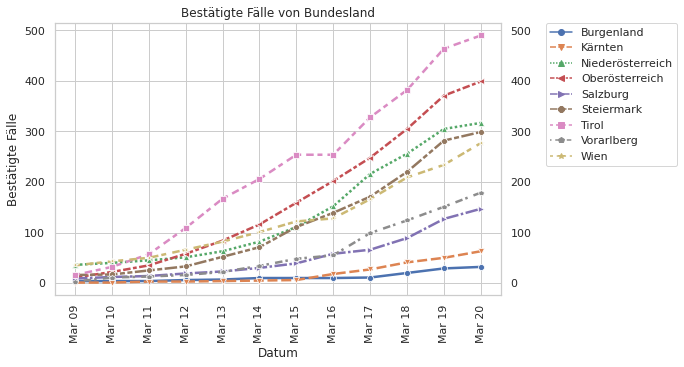 Bestätigte Fälle von Bundesland
500
400
300
200
100
0
Bestätigte Fälle
500
400
300
200
100
0
Mar 09
Mar 10
Mar 11
Mar 12
Mar 13
Mar 14
Mar 15
Mar 16
Mar 17
Mar 18
Mar 19
Mar 20
Datum
Burgenland
Kärnten
Niederösterreich
Oberösterreich
Salzburg
Steiermark
Tirol
Vorarlberg
Wien